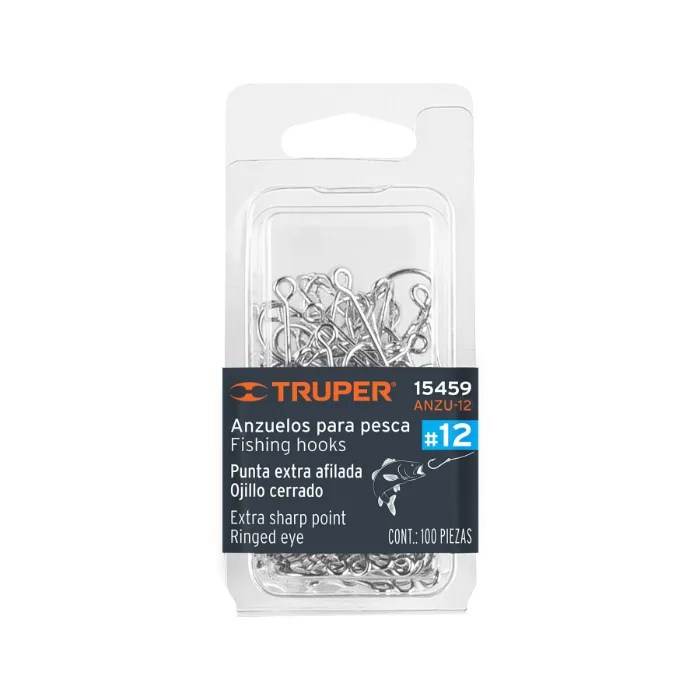 TRUPER®
15459
ANZU-12
Anzuelos para pesca
Fishing hooks
#12
Punta extra afilada
Ojillo cerrado
Extra sharp point
Ringed eye
CONT.: 100 PIEZAS